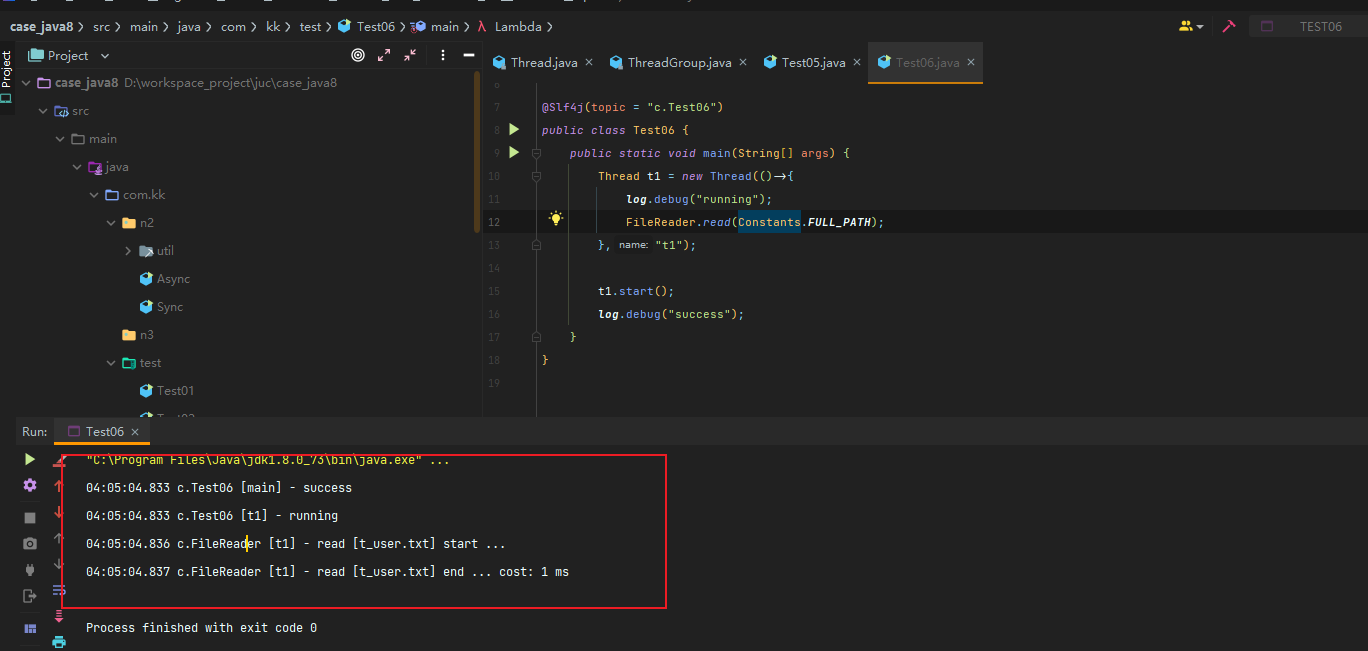 case_java8 > src > main > java > com > kk > test > Test06 > main > λ Lambda >
TEST06
Project
Project
Thread.java ×
ThreadGroup.java ×
Test05.java ×
Test06.java ×
case_java8 D:\workspace_project\juc\case_java8
src
main
java
com.kk
n2
util
Async
Sync
n3
test
Test01
6
7 @Slf4j(topic = "c.Test06")
8 public class Test06 {
9 public static void main(String[] args) {
10 Thread t1 = new Thread(()→{
11 log.debug("running");
12 FileReader.read(Constants.FULL_PATH);
13 }, name: "t1");
14
15 t1.start();
16 log.debug("success");
17 }
18 }
19
Run: Test06 ×
"C:\Program Files\Java\jdk1.8.0_73\bin\java.exe" ...
04:05:04.833 c.Test06 [main] - success
04:05:04.833 c.Test06 [t1] - running
04:05:04.836 c.FileReader [t1] - read [t_user.txt] start ...
04:05:04.837 c.FileReader [t1] - read [t_user.txt] end ... cost: 1 ms
Process finished with exit code 0